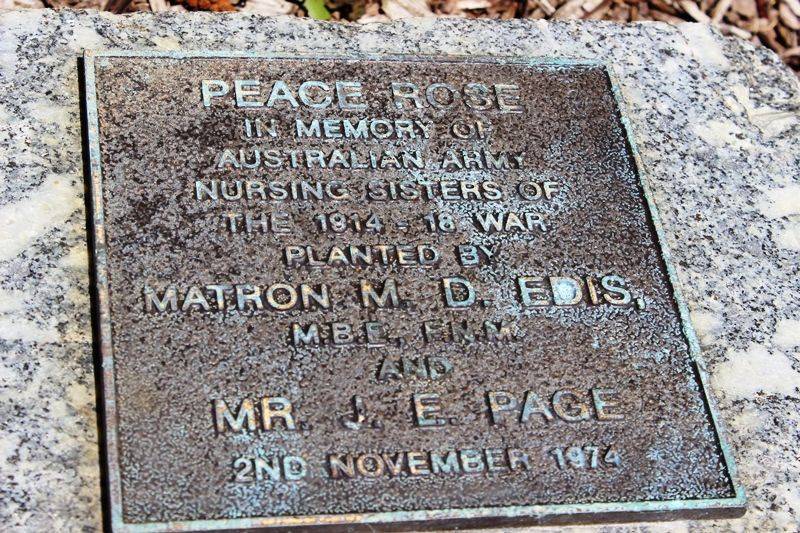 PEACE ROSE
IN MEMORY OF
AUSTRALIAN ARMY
NURSING SISTERS OF
THE 1914 - 18 WAR
PLANTED BY
MATRON M. D. EDIS,
M.B.E., F.N.M.
AND
MR. J. E. PAGE
2ND NOVEMBER 1974